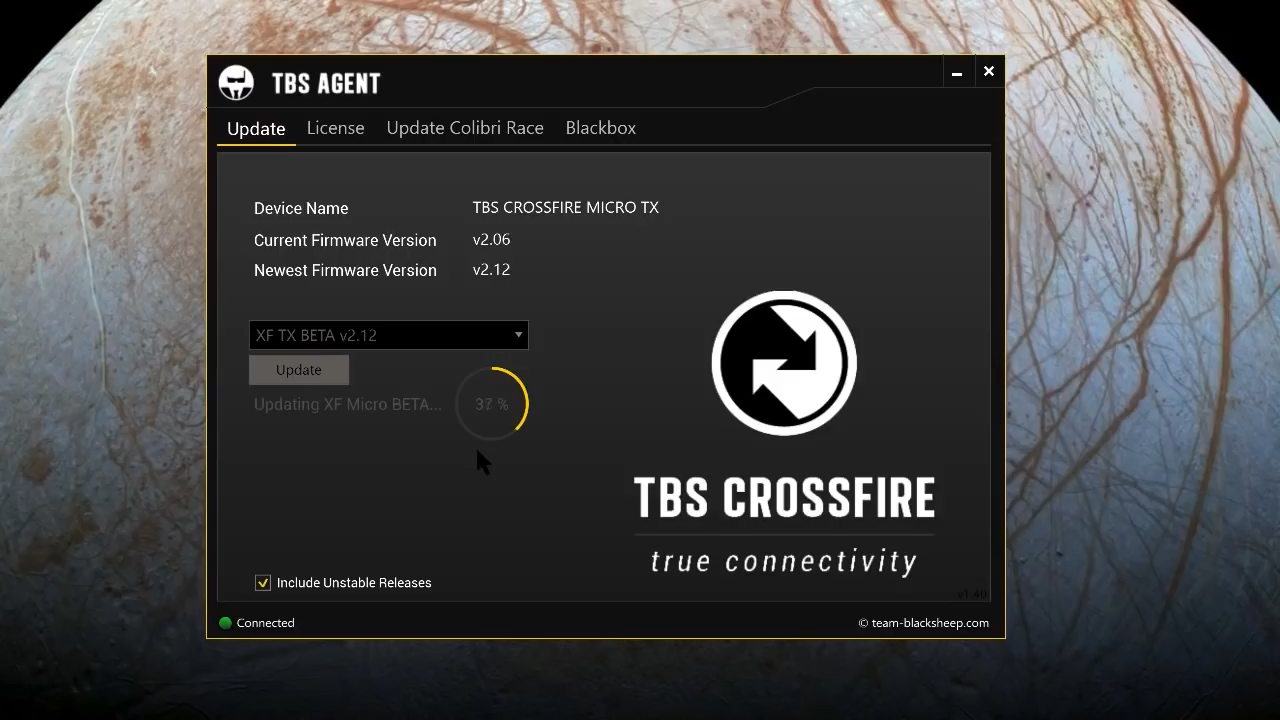 TBS AGENT
Update License Update Colibri Race Blackbox
Device Name TBS CROSSFIRE MICRO TX
Current Firmware Version v2.06
Newest Firmware Version v2.12
XF TX BETA v2.12
Update
Updating XF Micro BETA... 37 %
TBS CROSSFIRE
true connectivity
Include Unstable Releases
v1.40
Connected © team-blacksheep.com